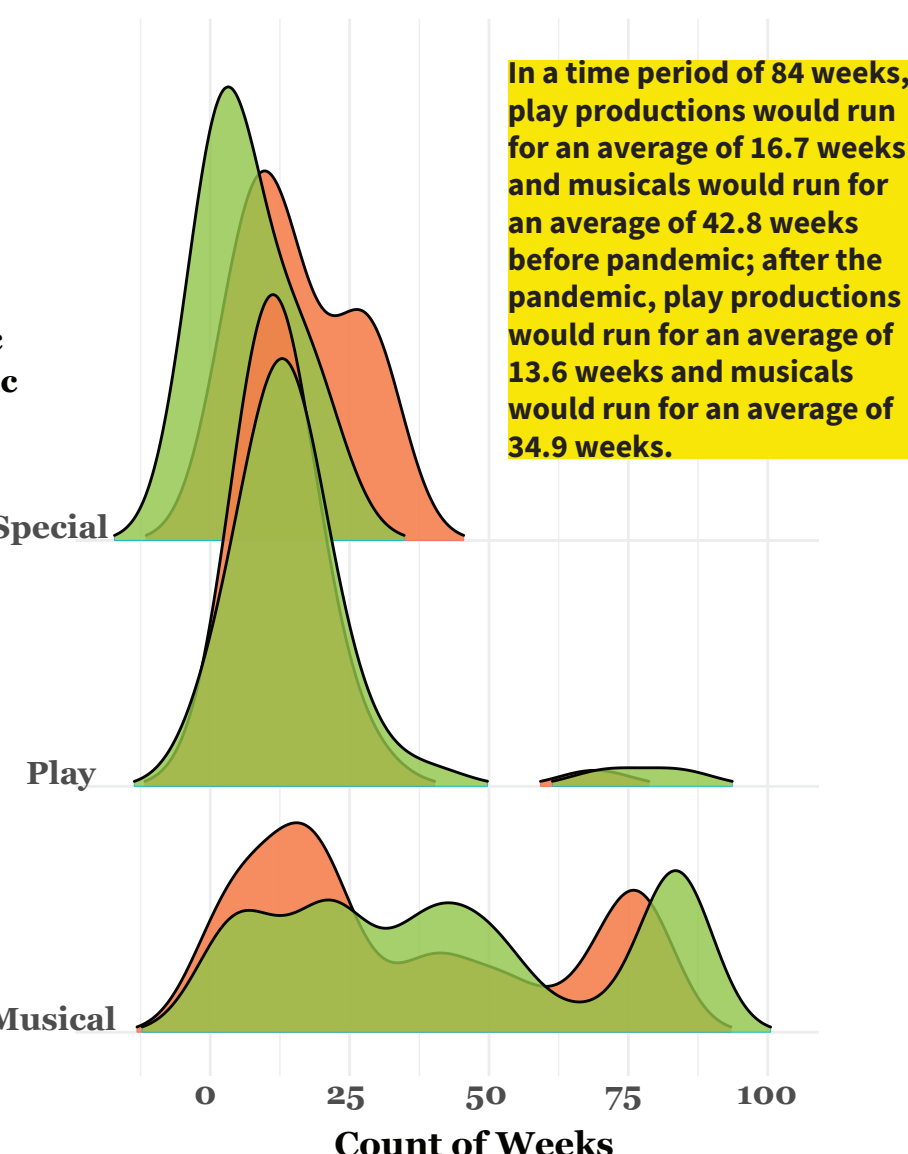 In a time period of 84 weeks,
play productions would run
for an average of 16.7 weeks
and musicals would run for
an average of 42.8 weeks
before pandemic; after the
pandemic, play productions
would run for an average of
13.6 weeks and musicals
would run for an average of
34.9 weeks.
c
c
Special
Play
Musical
0 25 50 75 100
Count of Weeks